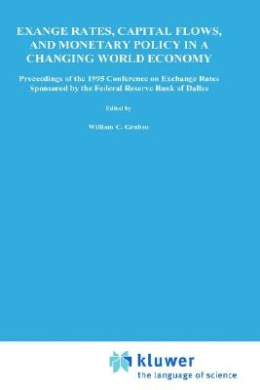 EXANGE RATES, CAPITAL FLOWS,
AND MONETARY POLICY IN A
CHANGING WORLD ECONOMY
Proceedings of the 1995 Conference on Exchange Rates
Sponsored by the Federal Reserve Bank of Dallas
Edited by
William C. Gruben
kluwer
the language of science